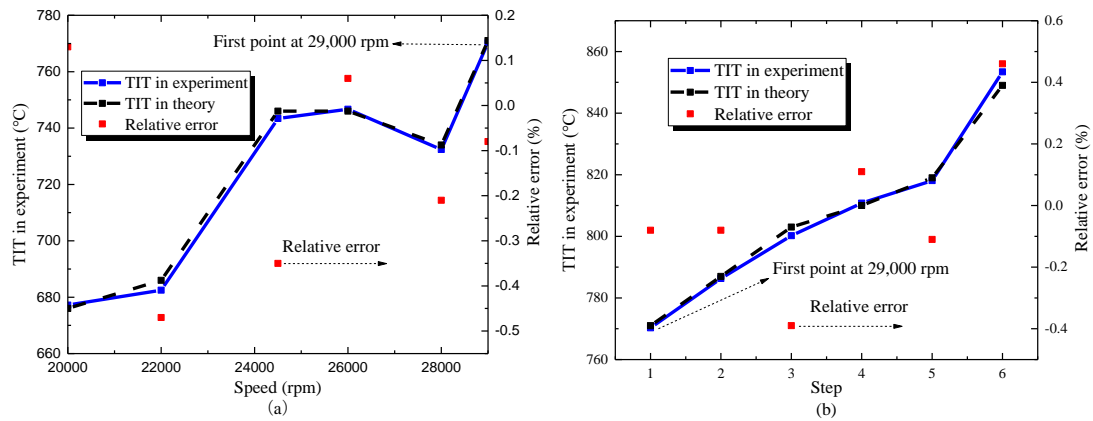 780
760
740
720
700
680
660
TIT in experiment (℃)
First point at 29,000 rpm
TIT in experiment
TIT in theory
Relative error
Relative error
0.2
0.1
0.0
-0.1
-0.2
-0.3
-0.4
-0.5
Relative error (%)
20000 22000 24000 26000 28000
Speed (rpm)
(a)
860
840
820
800
780
760
TIT in experiment (℃)
TIT in experiment
TIT in theory
Relative error
First point at 29,000 rpm
Relative error
0.6
0.4
0.2
0.0
-0.2
-0.4
Relative error (%)
1 2 3 4 5 6
Step
(b)